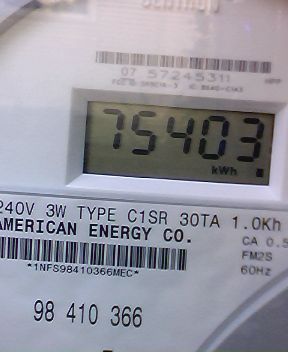 07 57245311
75403
kWh
240V 3W TYPE C1SR 30TA 1.0Kh
AMERICAN ENERGY CO.
CA 0.5
FM2S
*1NFS98410366MEC*
60Hz
98 410 366